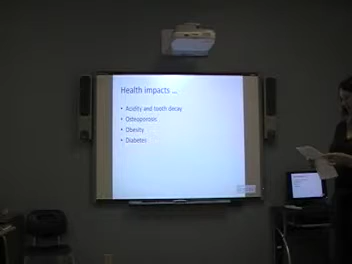 Health impacts ...
• Acidity and tooth decay
• Osteoporosis
• Obesity
• Diabetes